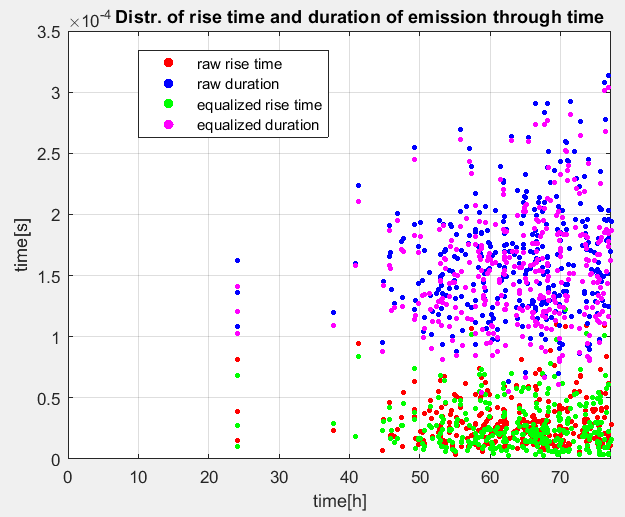 ×10⁻⁴ Distr. of rise time and duration of emission through time
3.5
3
2.5
2
1.5
1
0.5
0
time[s]
raw rise time
raw duration
equalized rise time
equalized duration
0 10 20 30 40 50 60 70
time[h]